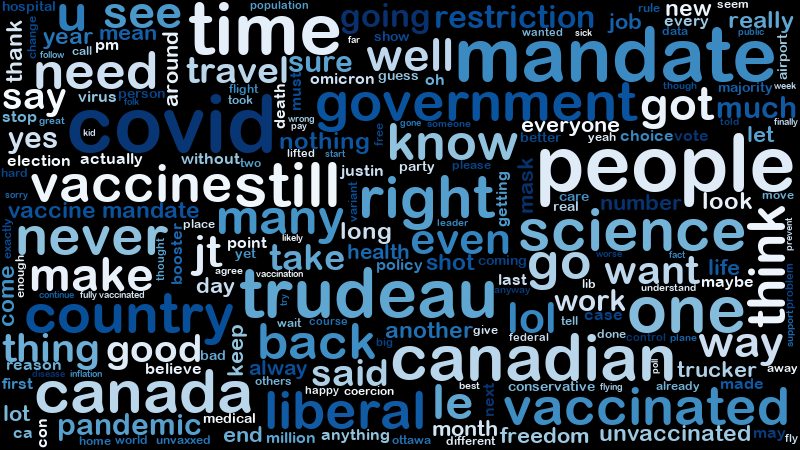 hospital
u see
population
time
going
restriction
job
rule
new
seem
every
really
thank
change
year
mean
far
show
wanted
sick
data
public
follow
call
pm
around
sure
well
mandate
airport
need
travel
omicron
guess
oh
though
majority
week
say
virus
person
folk
flight
took
death
must
government
got
much
stop
great
covid
wrong
pay
free
gone
someone
told
finally
yes
kid
nothing
know
everyone
better
yeah
choice
vote
let
election
actually
without
two
lifted
start
justin
party
please
people
hard
vaccine
still
variant
right
getting
mask
care
real
number
look
move
sorry
vaccine mandate
many
long
leader
science
prevent
exactly
never
place
thought
booster
jt
point
likely
yet
take
health
even
worse
fact
think
agree
policy
shot
coming
go
want
life
maybe
problem
support
come
enough
make
vaccination
day
last
anyway
lib
understand
continue
fully vaccinated
trudeau
try
work
one
country
wait
course
another
give
lol
tell
case
thing
good
keep
back
big
federal
done
control
plane
way
reason
bad
canadian
poll
disease
inflation
believe
alway
said
trucker
away
first
canada
others
happy
coercion
best
next
conservative
flying
already
made
lot
medical
liberal
le
vaccinated
ca
con
pandemic
month
home
world
unvaxxed
end
million
anything
ottawa
different
freedom
unvaccinated
may
fly